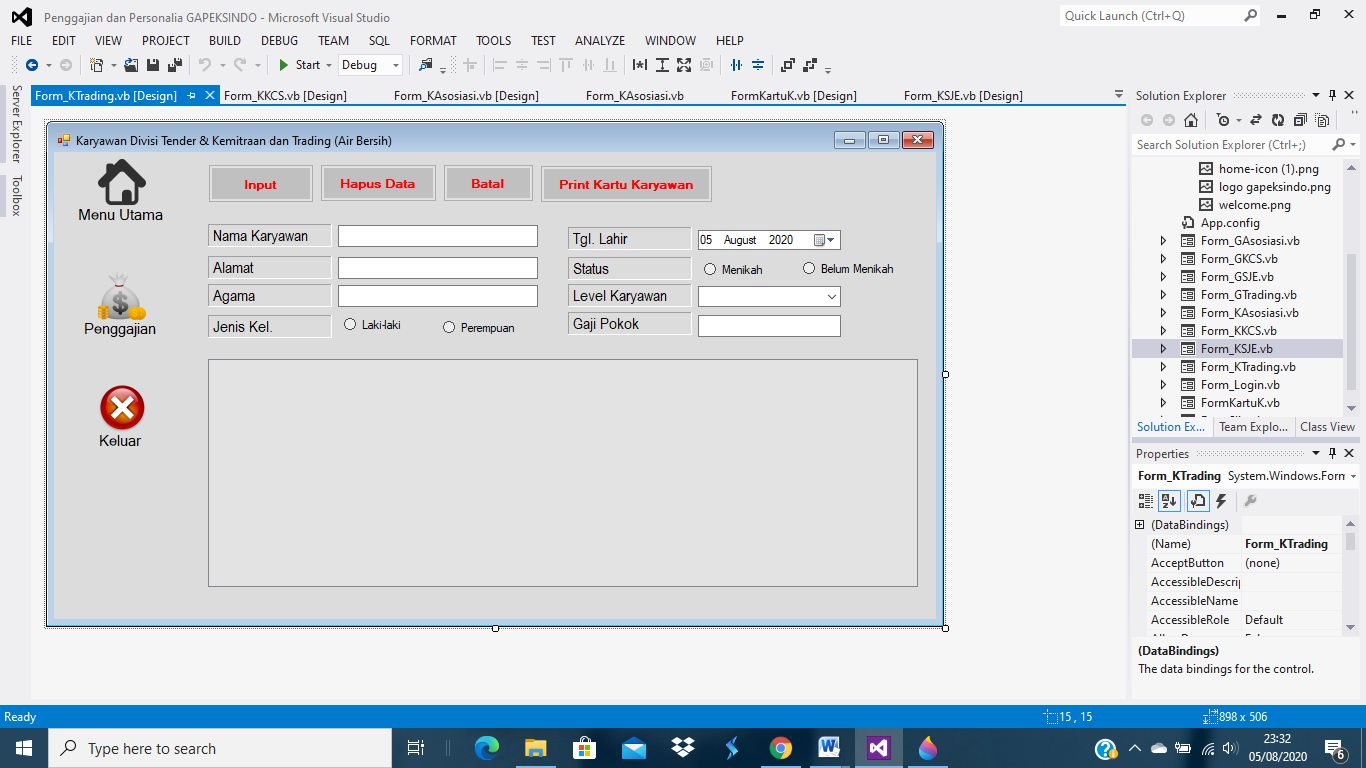 Penggajian dan Personalia GAPEKSINDO - Microsoft Visual Studio
Quick Launch (Ctrl+Q)
FILE EDIT VIEW PROJECT BUILD DEBUG TEAM SQL FORMAT TOOLS TEST ANALYZE WINDOW HELP
Start Debug
Server Explorer
Toolbox
Form_KTrading.vb [Design] Form_KKCS.vb [Design] Form_KAsosiasi.vb [Design] Form_KAsosiasi.vb FormKartuK.vb [Design] Form_KSJE.vb [Design]
Karyawan Divisi Tender & Kemitraan dan Trading (Air Bersih)
Menu Utama
Penggajian
Keluar
Input Hapus Data Batal Print Kartu Karyawan
Nama Karyawan
Alamat
Agama
Jenis Kel. Laki-laki Perempuan
Tgl. Lahir 05 August 2020
Status Menikah Belum Menikah
Level Karyawan
Gaji Pokok
Solution Explorer
Search Solution Explorer (Ctrl+;)
home-icon (1).png
logo gapeksindo.png
welcome.png
App.config
Form_GAsosiasi.vb
Form_GKCS.vb
Form_GSJE.vb
Form_GTrading.vb
Form_KAsosiasi.vb
Form_KKCS.vb
Form_KSJE.vb
Form_KTrading.vb
Form_Login.vb
FormKartuK.vb
Solution Ex... Team Explo... Class View
Properties
Form_KTrading System.Windows.Form
(DataBindings)
(Name) Form_KTrading
AcceptButton (none)
AccessibleDescri
AccessibleName
AccessibleRole Default
(DataBindings)
The data bindings for the control.
Ready 15 , 15 898 x 506
Type here to search
23:32
05/08/2020
6